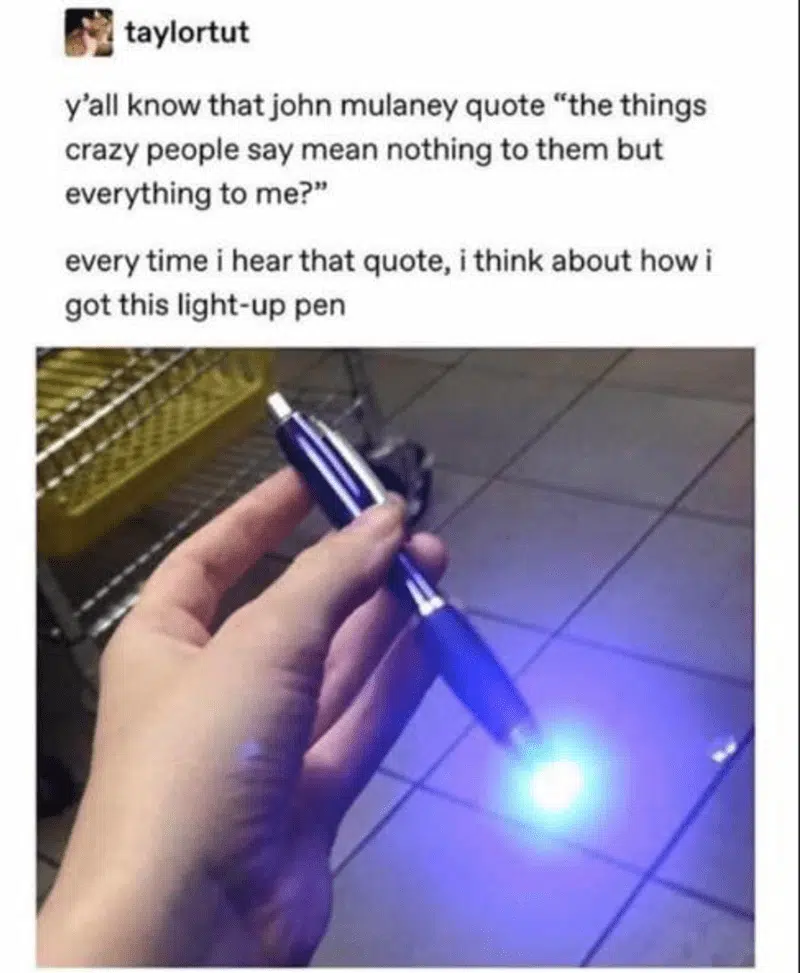 taylortut
y'all know that john mulaney quote “the things
crazy people say mean nothing to them but
everything to me?”
every time i hear that quote, i think about how i
got this light-up pen